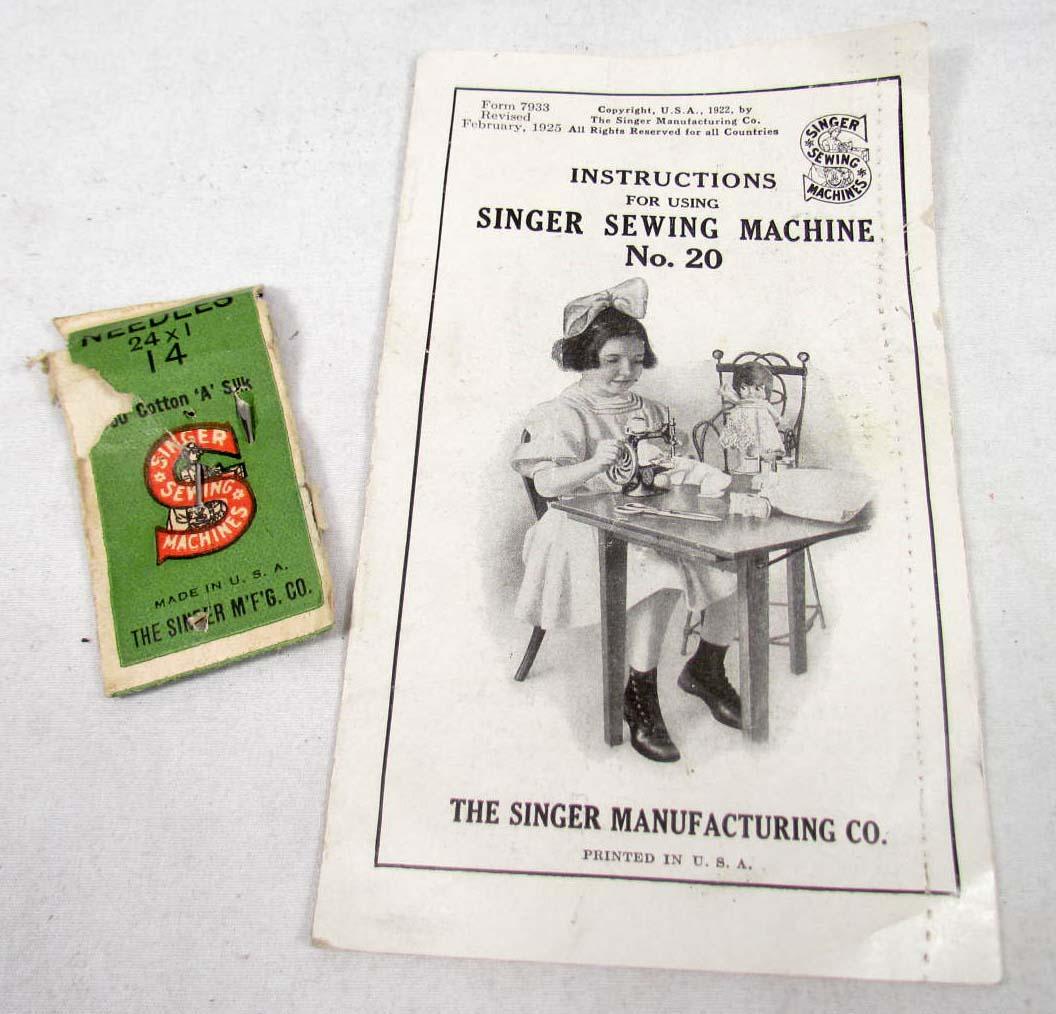 NEEDLES
24 x 1
14
Cotton 'A' Silk
SINGER
SEWING
MACHINES
MADE IN U. S. A.
THE SINGER M'F'G. CO.
Form 7933
Revised
February, 1925
Copyright, U.S.A., 1922, by
The Singer Manufacturing Co.
All Rights Reserved for all Countries
SINGER
SEWING
MACHINES
INSTRUCTIONS
FOR USING
SINGER SEWING MACHINE
No. 20
THE SINGER MANUFACTURING CO.
PRINTED IN U. S. A.